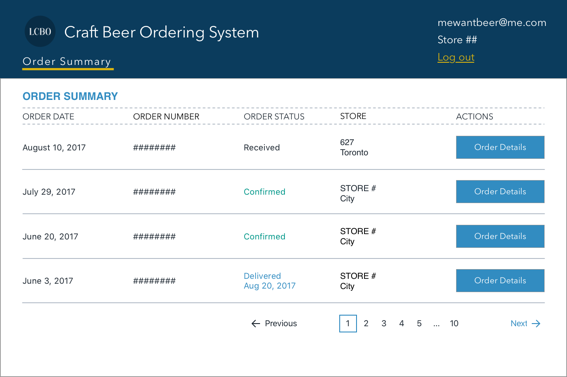 LCBO
Craft Beer Ordering System
mewantbeer@me.com
Store ##
Log out
Order Summary
ORDER SUMMARY
ORDER DATE ORDER NUMBER ORDER STATUS STORE ACTIONS
August 10, 2017 ######## Received 627 Order Details
Toronto
July 29, 2017 ######## Confirmed STORE # Order Details
City
June 20, 2017 ######## Confirmed STORE # Order Details
City
June 3, 2017 ######## Delivered STORE # Order Details
Aug 20, 2017 City
← Previous 1 2 3 4 5 ... 10 Next →